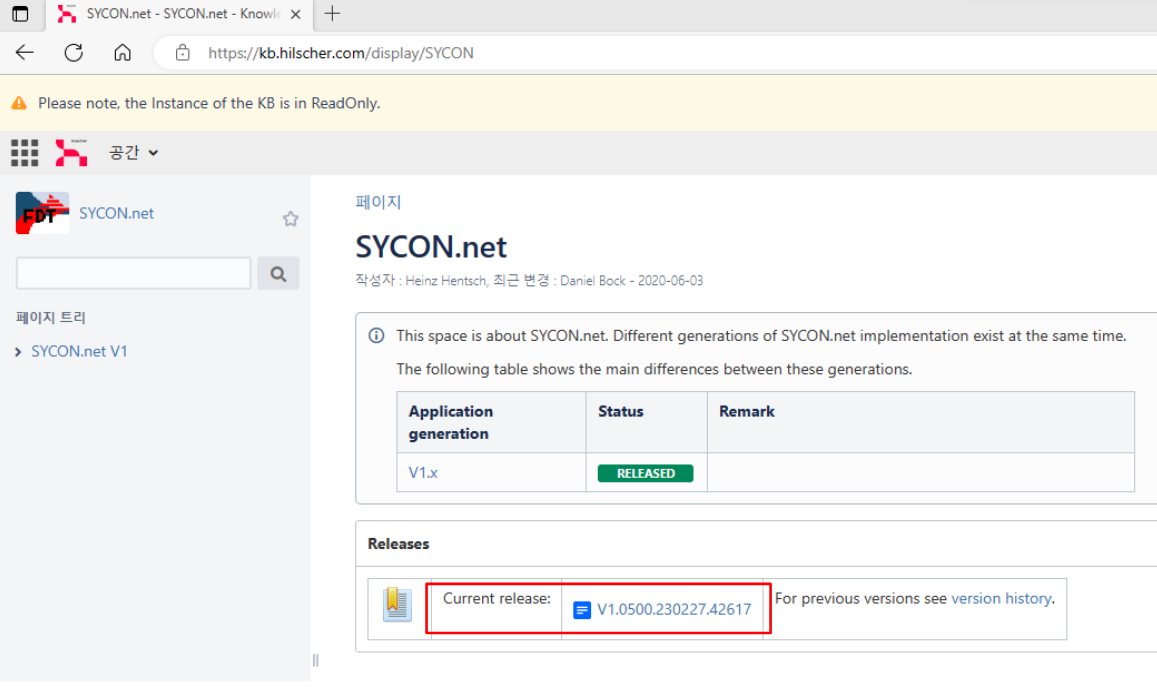 SYCON.net - SYCON.net - Knowle
https://kb.hilscher.com/display/SYCON
Please note, the Instance of the KB is in ReadOnly.
공간
FDT
SYCON.net
페이지 트리
SYCON.net V1
페이지
SYCON.net
작성자 : Heinz Hentsch, 최근 변경 : Daniel Bock - 2020-06-03
This space is about SYCON.net. Different generations of SYCON.net implementation exist at the same time.
The following table shows the main differences between these generations.
Application generation Status Remark
V1.x RELEASED
Releases
Current release: V1.0500.230227.42617 For previous versions see version history.